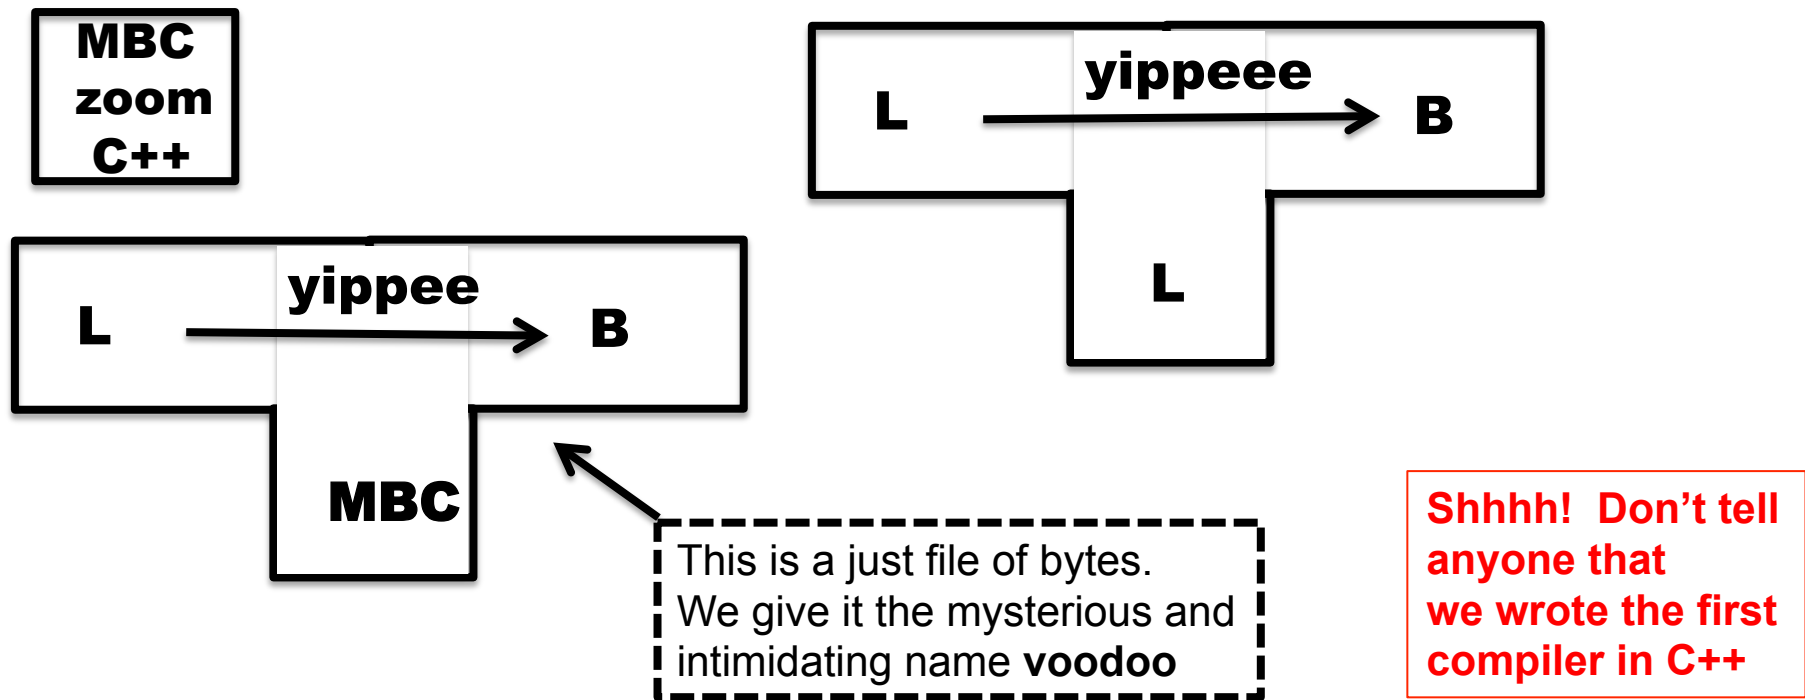 MBC
zoom
C++
yippeee
L
B
L
yippee
L
B
MBC
This is a just file of bytes.
We give it the mysterious and
intimidating name voodoo
Shhhh! Don't tell
anyone that
we wrote the first
compiler in C++